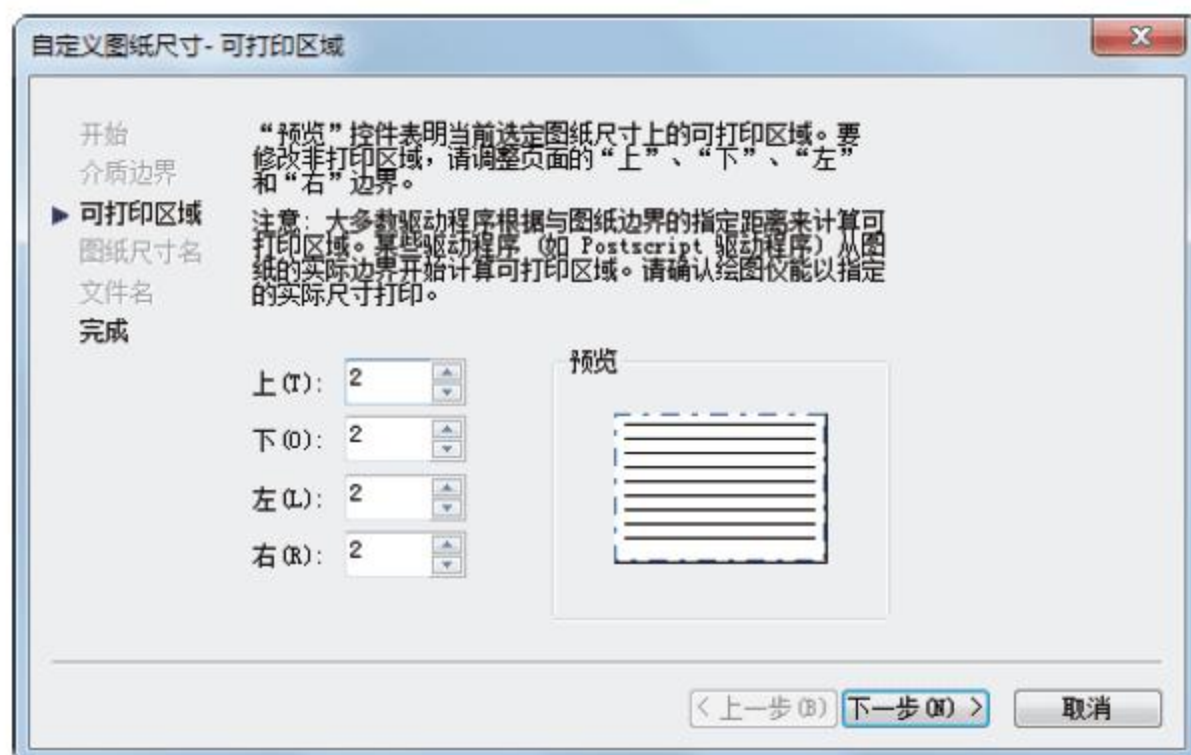 自定义图纸尺寸- 可打印区域
开始
介质边界
可打印区域
图纸尺寸名
文件名
完成
“预览”控件表明当前选定图纸尺寸上的可打印区域。要
修改非打印区域，请调整页面的“上”、“下”、“左”
和“右”边界。
注意：大多数驱动程序根据与图纸边界的指定距离来计算可
打印区域。某些驱动程序（如 Postscript 驱动程序）从图
纸的实际边界开始计算可打印区域。请确认绘图仪能以指定
的实际尺寸打印。
上(T): 2
下(O): 2
左(L): 2
右(R): 2
预览
< 上一步(B) 下一步(N) > 取消